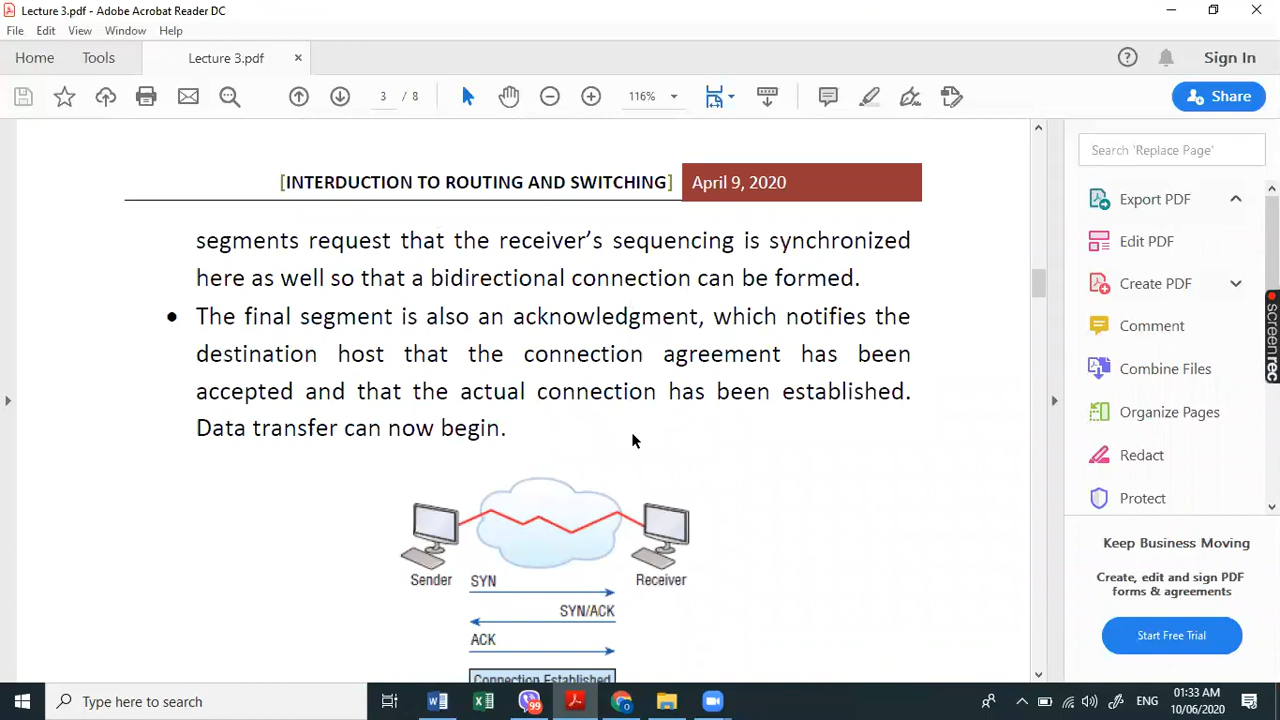 Lecture 3.pdf - Adobe Acrobat Reader DC
File Edit View Window Help
Home Tools Lecture 3.pdf × Sign In
3 / 8 116% Share
Search 'Replace Page'
[INTERDUCTION TO ROUTING AND SWITCHING] April 9, 2020
segments request that the receiver’s sequencing is synchronized
here as well so that a bidirectional connection can be formed.
• The final segment is also an acknowledgment, which notifies the
destination host that the connection agreement has been
accepted and that the actual connection has been established.
Data transfer can now begin.
Sender Receiver
SYN
SYN/ACK
ACK
Connection Established
Export PDF
Edit PDF
Create PDF
Comment
Combine Files
Organize Pages
Redact
Protect
Keep Business Moving
Create, edit and sign PDF
forms & agreements
Start Free Trial
screenrec
Type here to search
99
ENG
01:33 AM
10/06/2020